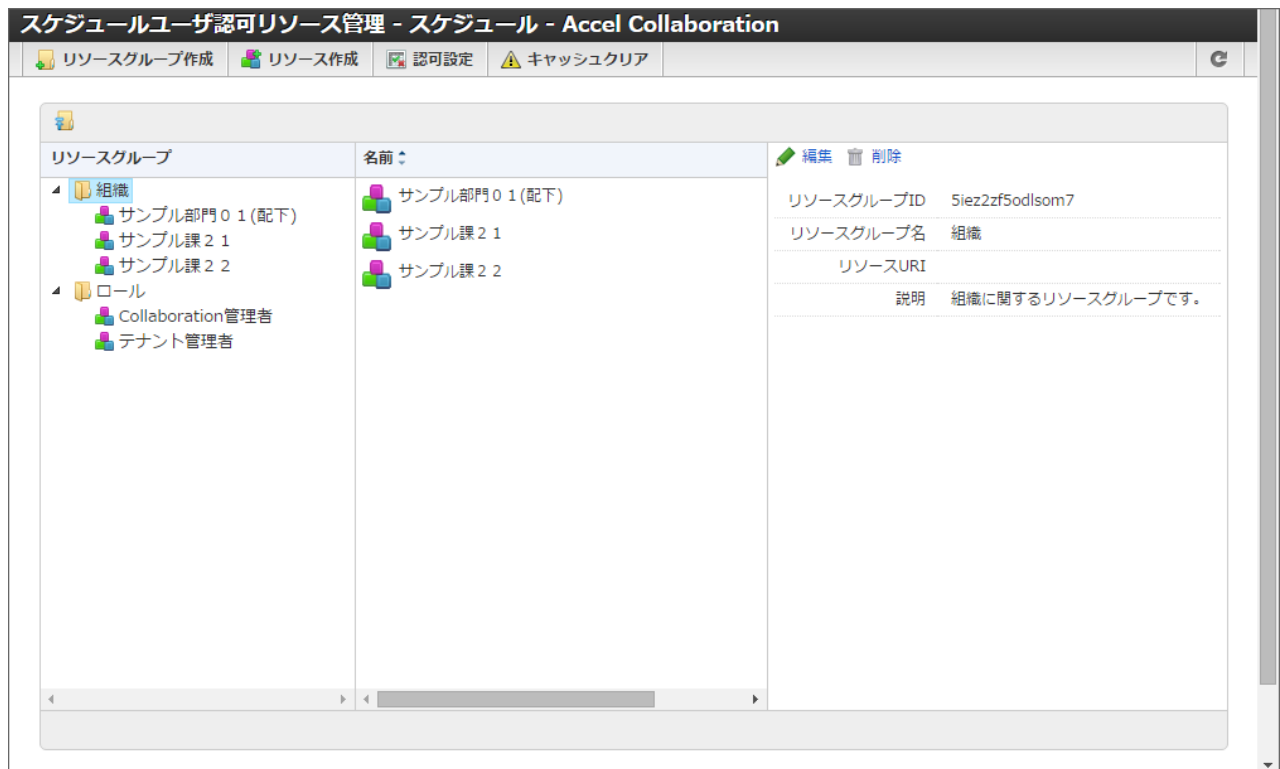 スケジュールユーザ認可リソース管理 - スケジュール - Accel Collaboration
リソースグループ作成 リソース作成 認可設定 キャッシュクリア
リソースグループ
組織
サンプル部門０１(配下)
サンプル課２１
サンプル課２２
ロール
Collaboration管理者
テナント管理者
名前
サンプル部門０１(配下)
サンプル課２１
サンプル課２２
編集 削除
リソースグループID 5iez2zf5odlsom7
リソースグループ名 組織
リソースURI
説明 組織に関するリソースグループです。